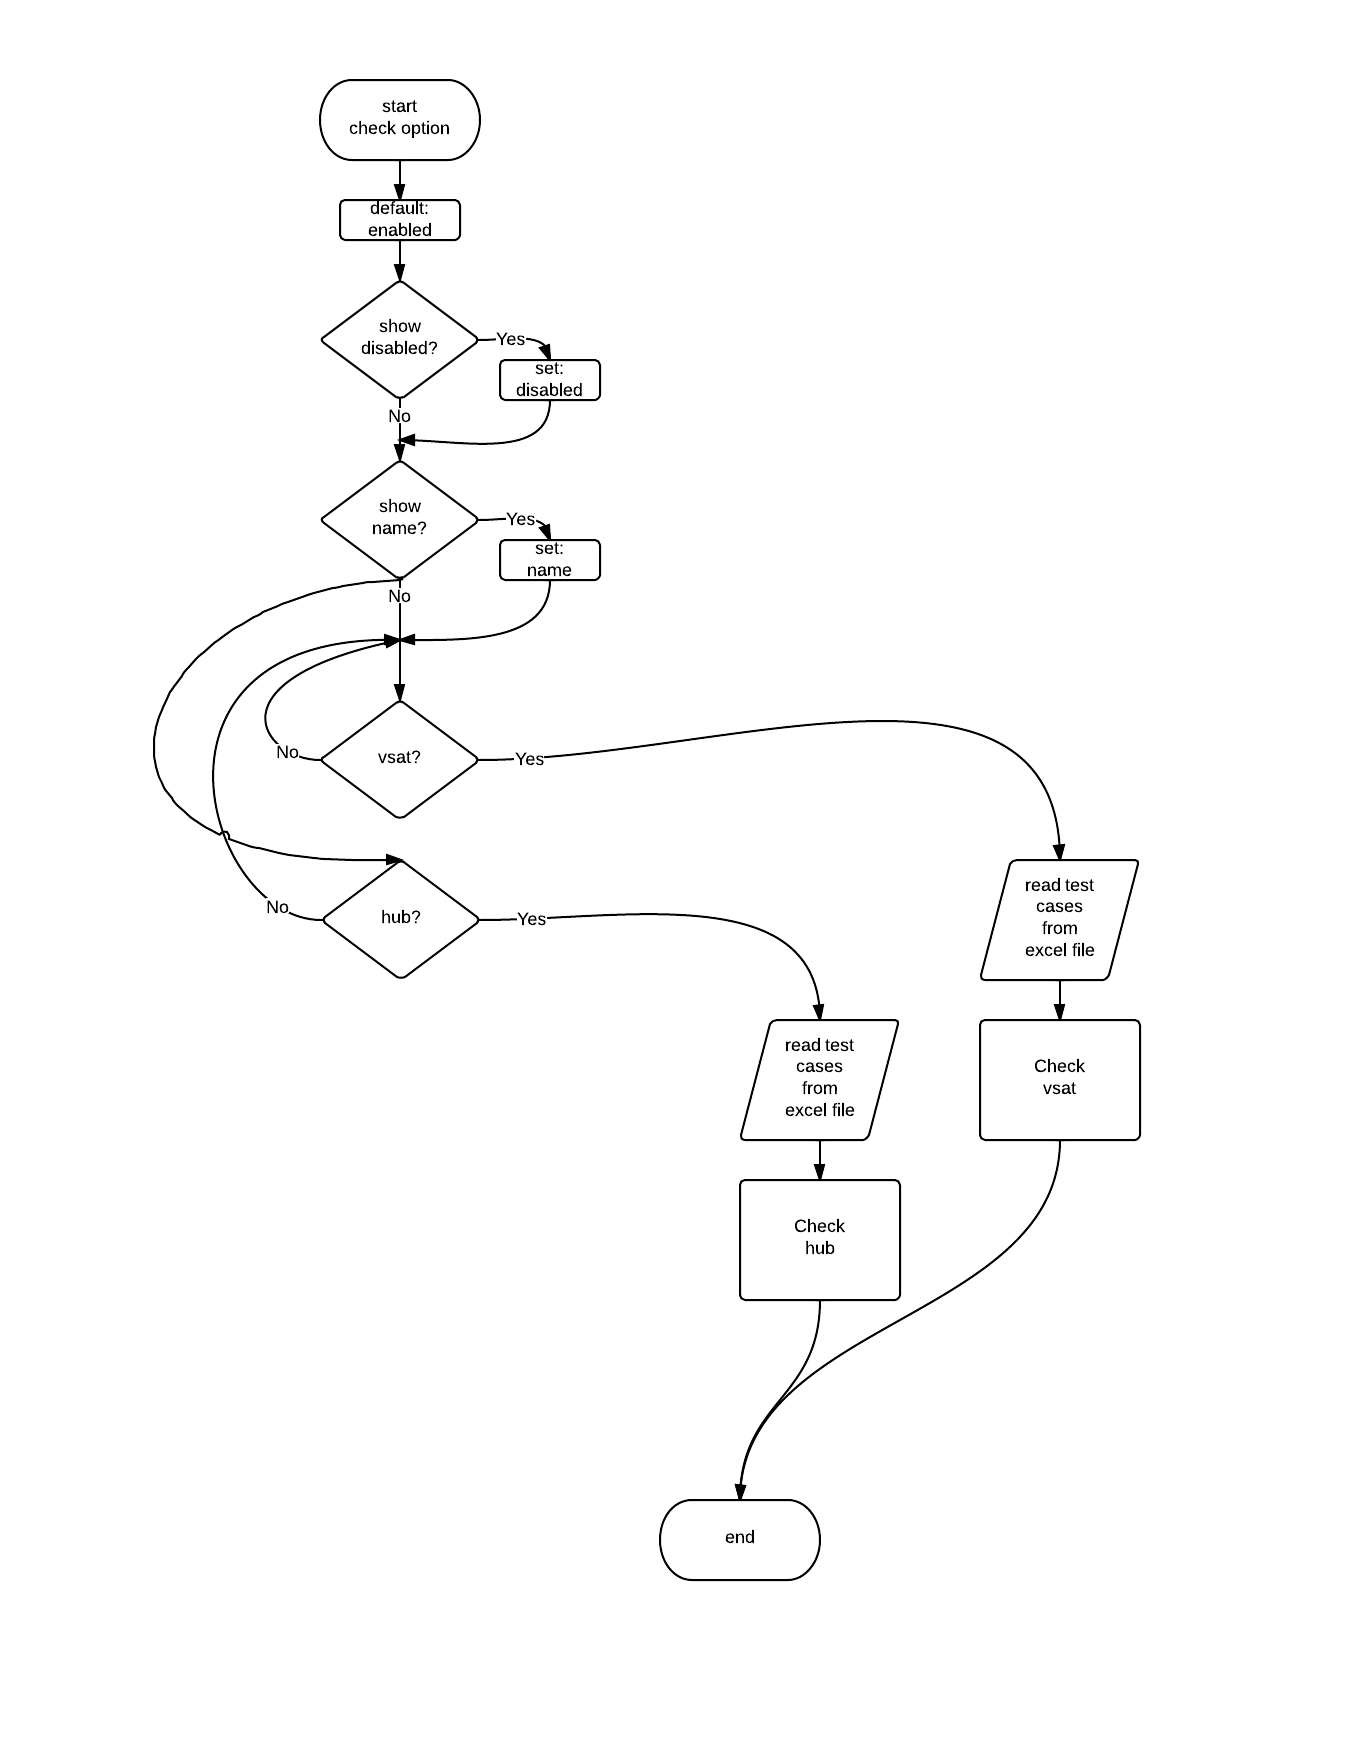 start
check option
default:
enabled
show
disabled?
Yes
set:
disabled
No
show
name?
Yes
set:
name
No
vsat?
No
Yes
hub?
No
Yes
read test
cases
from
excel file
Check
vsat
read test
cases
from
excel file
Check
hub
end